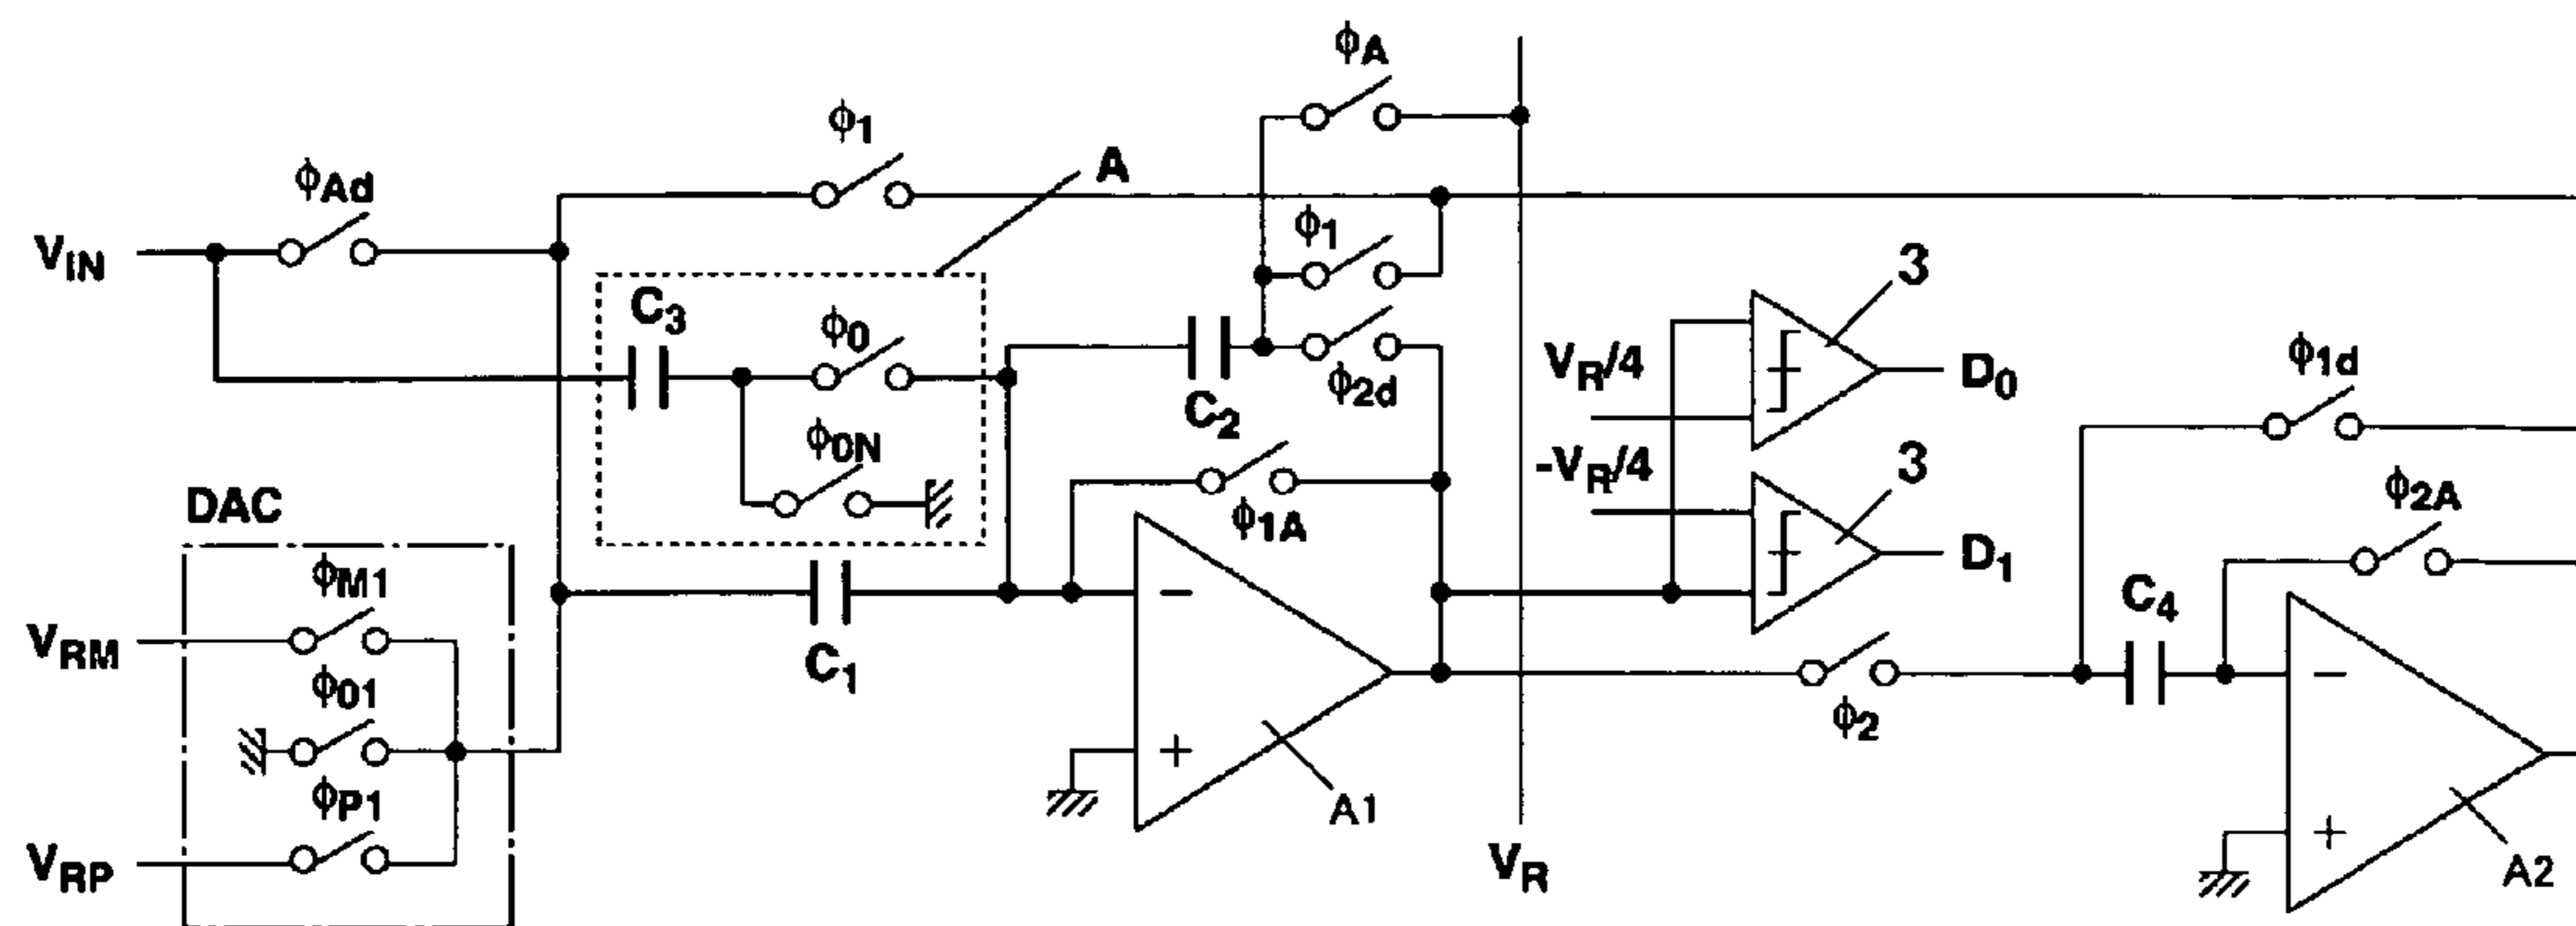 ϕA
ϕ1
A
ϕAd
ϕ1
VIN
3
C3
ϕ0
VR/4
D0
ϕ1d
ϕ2d
C2
ϕ0N
-VR/4
3
ϕ2A
DAC
ϕ1A
D1
ϕM1
−
C4
VRM
C1
ϕ01
−
ϕ2
+
ϕP1
A1
+
VRP
VR
A2